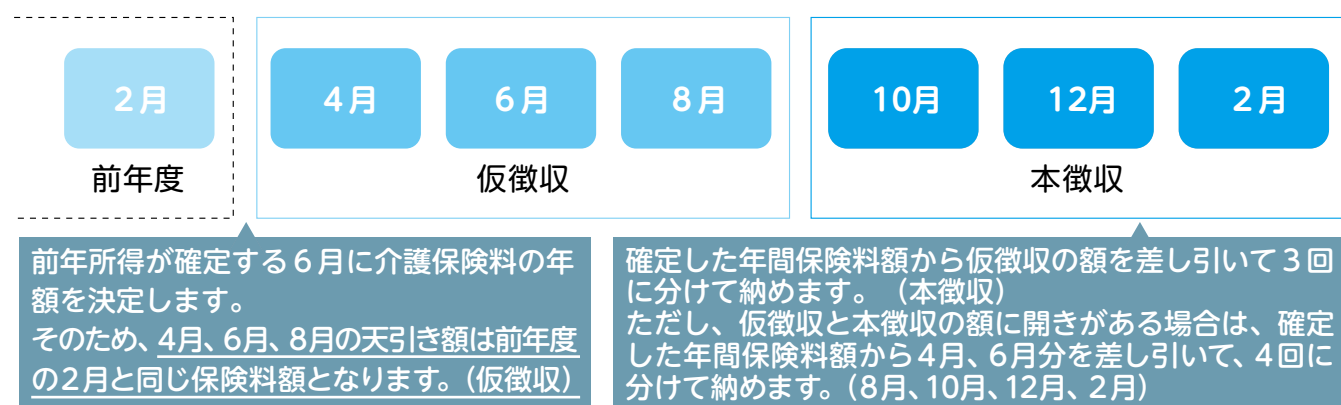 2月
4月
6月
8月
10月
12月
2月
前年度
仮徴収
本徴収
前年所得が確定する6月に介護保険料の年
額を決定します。
そのため、4月、6月、8月の天引き額は前年度
の2月と同じ保険料額となります。(仮徴収)
確定した年間保険料額から仮徴収の額を差し引いて3回
に分けて納めます。(本徴収)
ただし、仮徴収と本徴収の額に開きがある場合は、確定
した年間保険料額から4月、6月分を差し引いて、4回に
分けて納めます。(8月、10月、12月、2月)